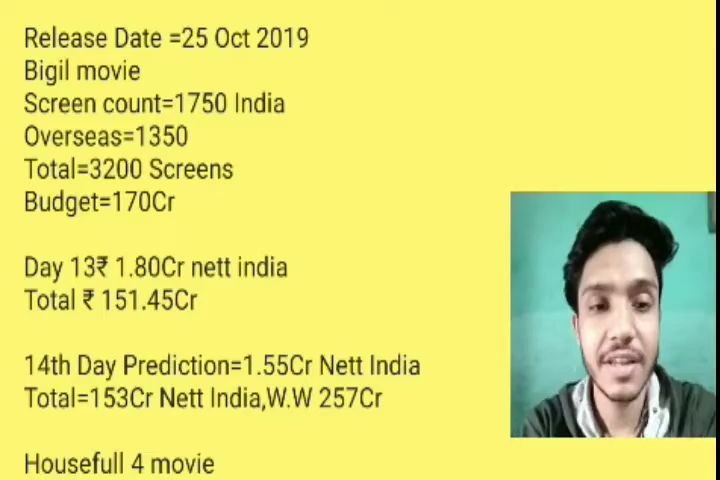 Release Date =25 Oct 2019
Bigil movie
Screen count=1750 India
Overseas=1350
Total=3200 Screens
Budget=170Cr
Day 13₹ 1.80Cr nett india
Total ₹ 151.45Cr
14th Day Prediction=1.55Cr Nett India
Total=153Cr Nett India,W.W 257Cr
Housefull 4 movie